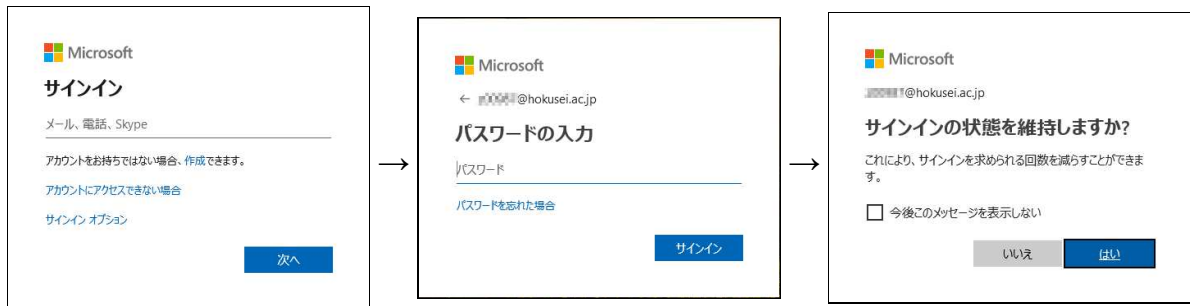 Microsoft
サインイン
メール、電話、Skype
アカウントをお持ちではない場合、作成できます。
アカウントにアクセスできない場合
サインイン オプション
次へ
→
Microsoft
← @hokusei.ac.jp
パスワードの入力
パスワード
パスワードを忘れた場合
サインイン
→
Microsoft
@hokusei.ac.jp
サインインの状態を維持しますか?
これにより、サインインを求められる回数を減らすことができま
す。
今後このメッセージを表示しない
いいえ
はい